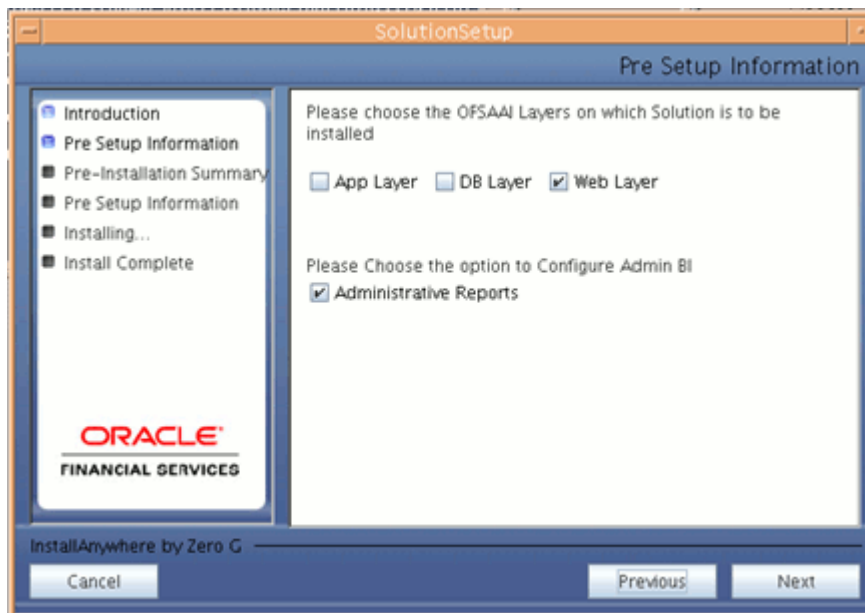 SolutionSetup
Pre Setup Information
Introduction
Pre Setup Information
Pre-Installation Summary
Pre Setup Information
Installing...
Install Complete
ORACLE
FINANCIAL SERVICES
Please choose the OFSAAI Layers on which Solution is to be
installed
App Layer DB Layer Web Layer
Please Choose the option to Configure Admin BI
Administrative Reports
InstallAnywhere by Zero G
Cancel Previous Next